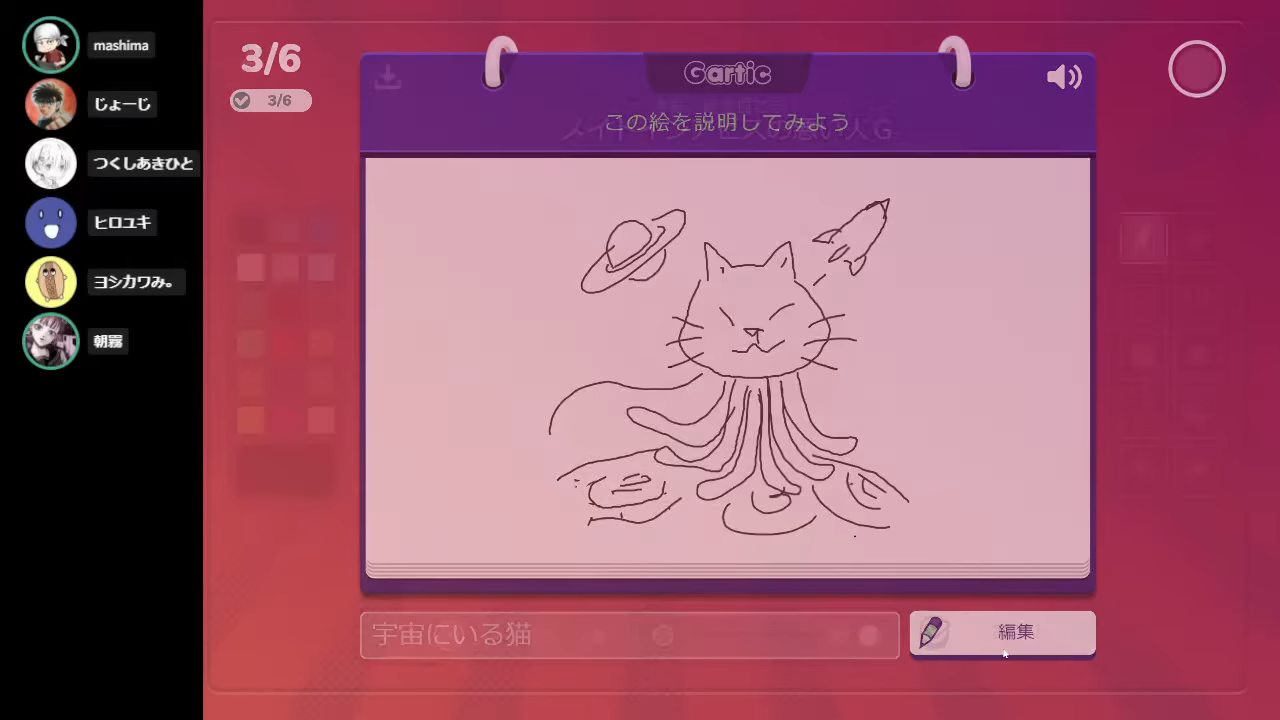 mashima
じょーじ
つくしあきひと
ヒロユキ
ヨシカワみ。
朝霧
3/6
3/6
Gartic
この絵を説明してみよう
宇宙にいる猫
編集